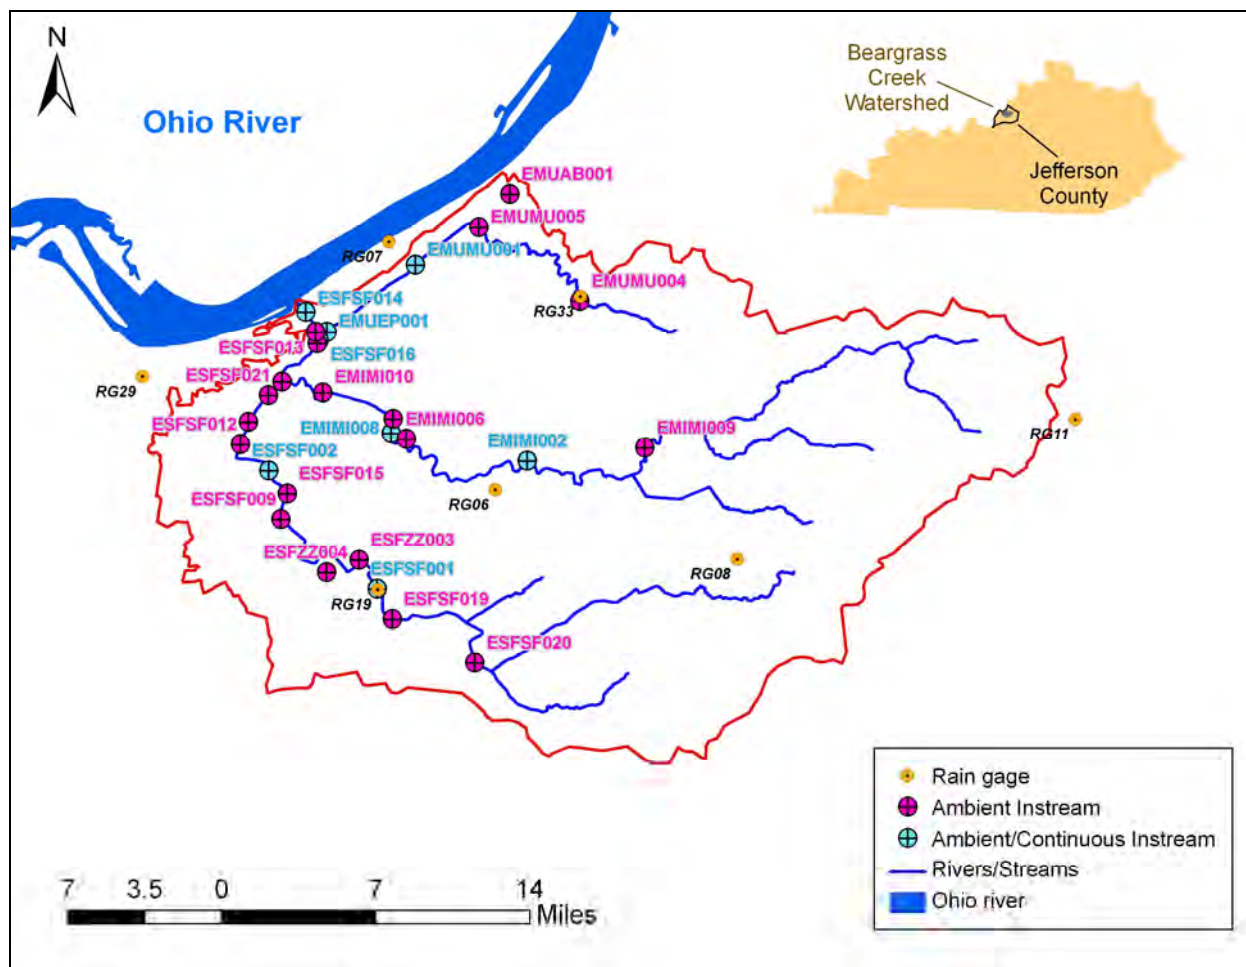 N
Ohio River
Beargrass
Creek
Watershed
Jefferson
County
EMUAB001
EMUMU005
RG07
EMUMU001
EMUMU004
RG33
ESFSF014
EMUEP001
ESFSF013
ESFSF016
ESFSF021
EMIMI010
RG29
ESFSF012
EMIMI006
EMIMI008
EMIMI002
EMIMI009
RG11
ESFSF002
ESFSF015
RG06
ESFSF009
ESFZZ003
ESFZZ004
ESFSF001
RG08
RG19
ESFSF019
ESFSF020
Rain gage
Ambient Instream
Ambient/Continuous Instream
Rivers/Streams
Ohio river
7 3.5 0 7 14
Miles